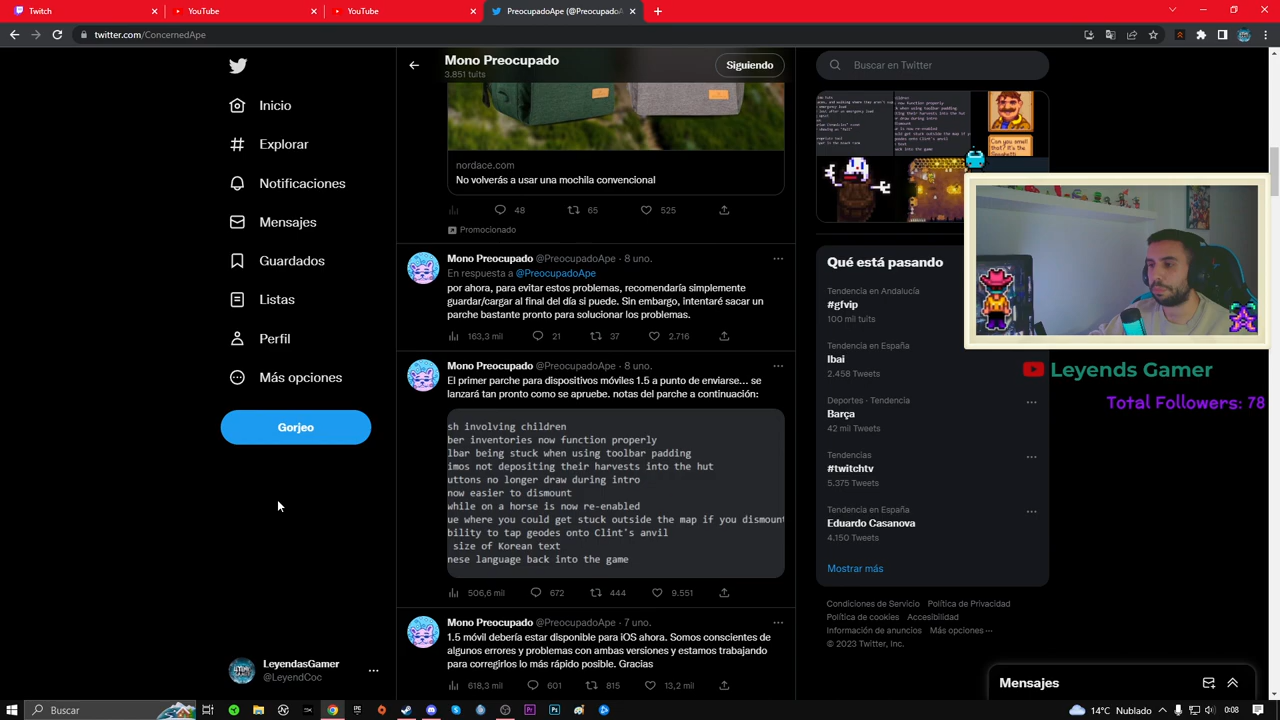 Twitch
YouTube
YouTube
PreocupadoApe (@PreocupadoA
twitter.com/ConcernedApe
Inicio
Explorar
Notificaciones
Mensajes
Guardados
Listas
Perfil
Más opciones
Gorjeo
LeyendasGamer
@LeyendCoc
Mono Preocupado
3.851 tuits
Siguiendo
nordace.com
No volverás a usar una mochila convencional
48 65 525
Promocionado
Mono Preocupado @PreocupadoApe · 8 uno.
En respuesta a @PreocupadoApe
por ahora, para evitar estos problemas, recomendaría simplemente
guardar/cargar al final del día si puede. Sin embargo, intentaré sacar un
parche bastante pronto para solucionar los problemas.
163,3 mil 21 37 2.716
Mono Preocupado @PreocupadoApe · 8 uno.
El primer parche para dispositivos móviles 1.5 a punto de enviarse... se
lanzará tan pronto como se apruebe. notas del parche a continuación:
sh involving children
ber inventories now function properly
lbar being stuck when using toolbar padding
imos not depositing their harvests into the hut
uttons no longer draw during intro
now easier to dismount
while on a horse is now re-enabled
ue where you could get stuck outside the map if you dismount
bility to tap geodes onto Clint's anvil
size of Korean text
nese language back into the game
506,6 mil 672 444 9.551
Mono Preocupado @PreocupadoApe · 7 uno.
1.5 móvil debería estar disponible para iOS ahora. Somos conscientes de
algunos errores y problemas con ambas versiones y estamos trabajando
para corregirlos lo más rápido posible. Gracias
618,3 mil 601 815 13,2 mil
Buscar en Twitter
Can you smell
that? It's the
Qué está pasando
Tendencia en Andalucía
#gfvip
100 mil tuits
Tendencia en España
Ibai
2.458 Tweets
Deportes · Tendencia
Barça
42 mil Tweets
Tendencias
#twitchtv
5.375 Tweets
Tendencia en España
Eduardo Casanova
4.150 Tweets
Mostrar más
Condiciones de Servicio Política de Privacidad
Política de cookies Accesibilidad
Información de anuncios Más opciones ···
© 2023 Twitter, Inc.
Leyends Gamer
Total Followers: 78
Mensajes
Buscar
14°C Nublado
0:08